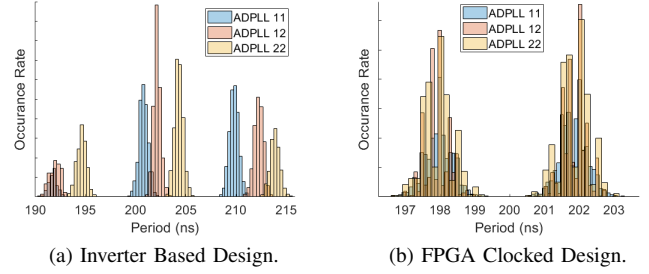 ADPLL 11
ADPLL 12
ADPLL 22
Occurance Rate
190 195 200 205 210 215
Period (ns)
(a) Inverter Based Design.
ADPLL 11
ADPLL 12
ADPLL 22
Occurance Rate
197 198 199 200 201 202 203
Period (ns)
(b) FPGA Clocked Design.